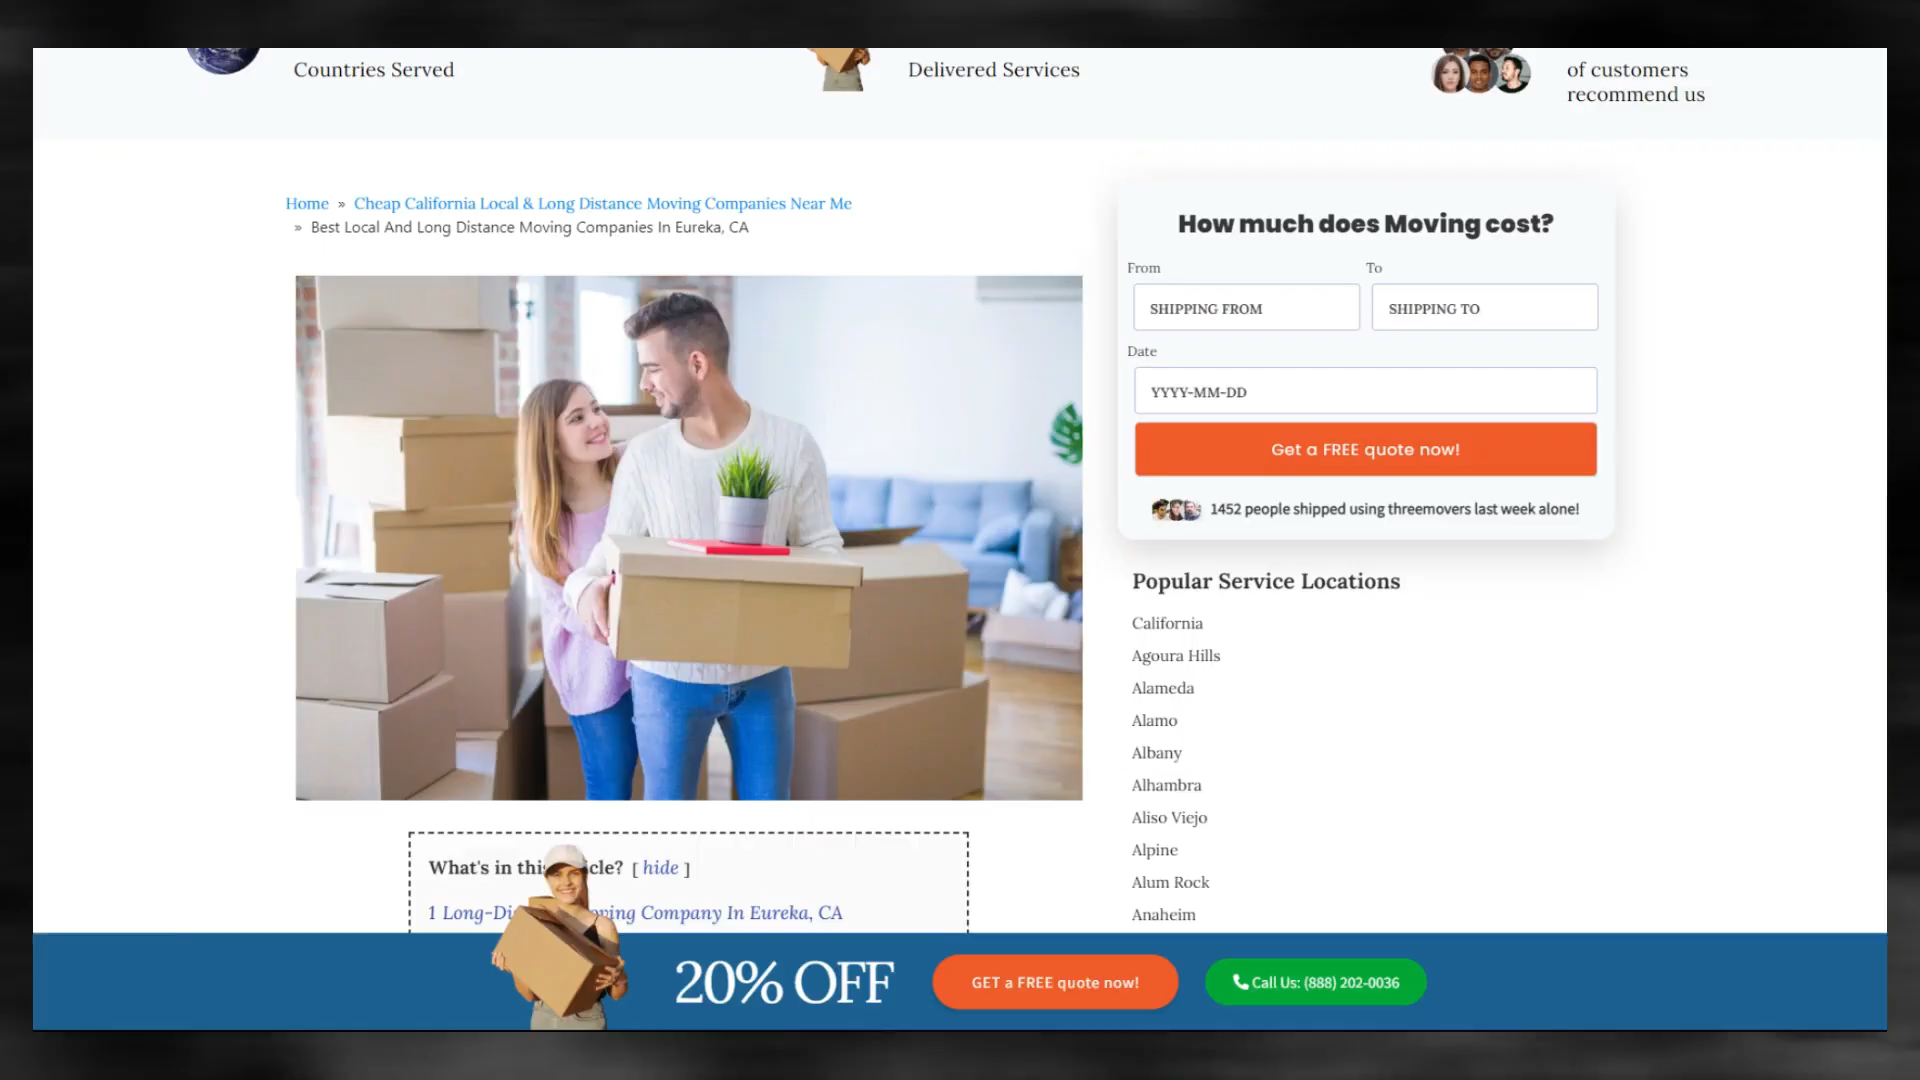 Countries Served
Delivered Services
of customers
recommend us
Home » Cheap California Local & Long Distance Moving Companies Near Me
» Best Local And Long Distance Moving Companies In Eureka, CA
How much does Moving cost?
From To
SHIPPING FROM SHIPPING TO
Date
YYYY-MM-DD
Get a FREE quote now!
1452 people shipped using threemovers last week alone!
Popular Service Locations
California
Agoura Hills
Alameda
Alamo
Albany
Alhambra
Aliso Viejo
Alpine
Alum Rock
Anaheim
What's in this cle? [ hide ]
1 Long-Di ving Company In Eureka, CA
20% OFF
GET a FREE quote now!
Call Us: (888) 202-0036